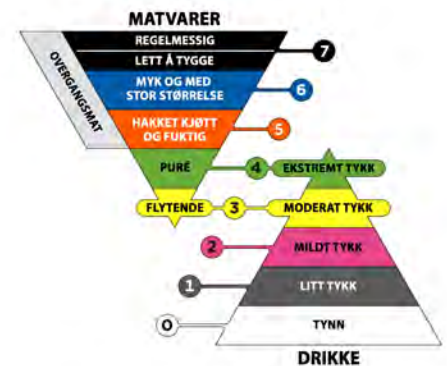 MATVARER
REGELMESSIG
LETT Å TYGGE
7
OVERGANGSMAT
MYK OG MED
STOR STØRRELSE
6
HAKKET KJØTT
OG FUKTIG
5
PURÉ
4
EKSTREMT TYKK
FLYTENDE
3
MODERAT TYKK
2
MILDT TYKK
1
LITT TYKK
0
TYNN
DRIKKE